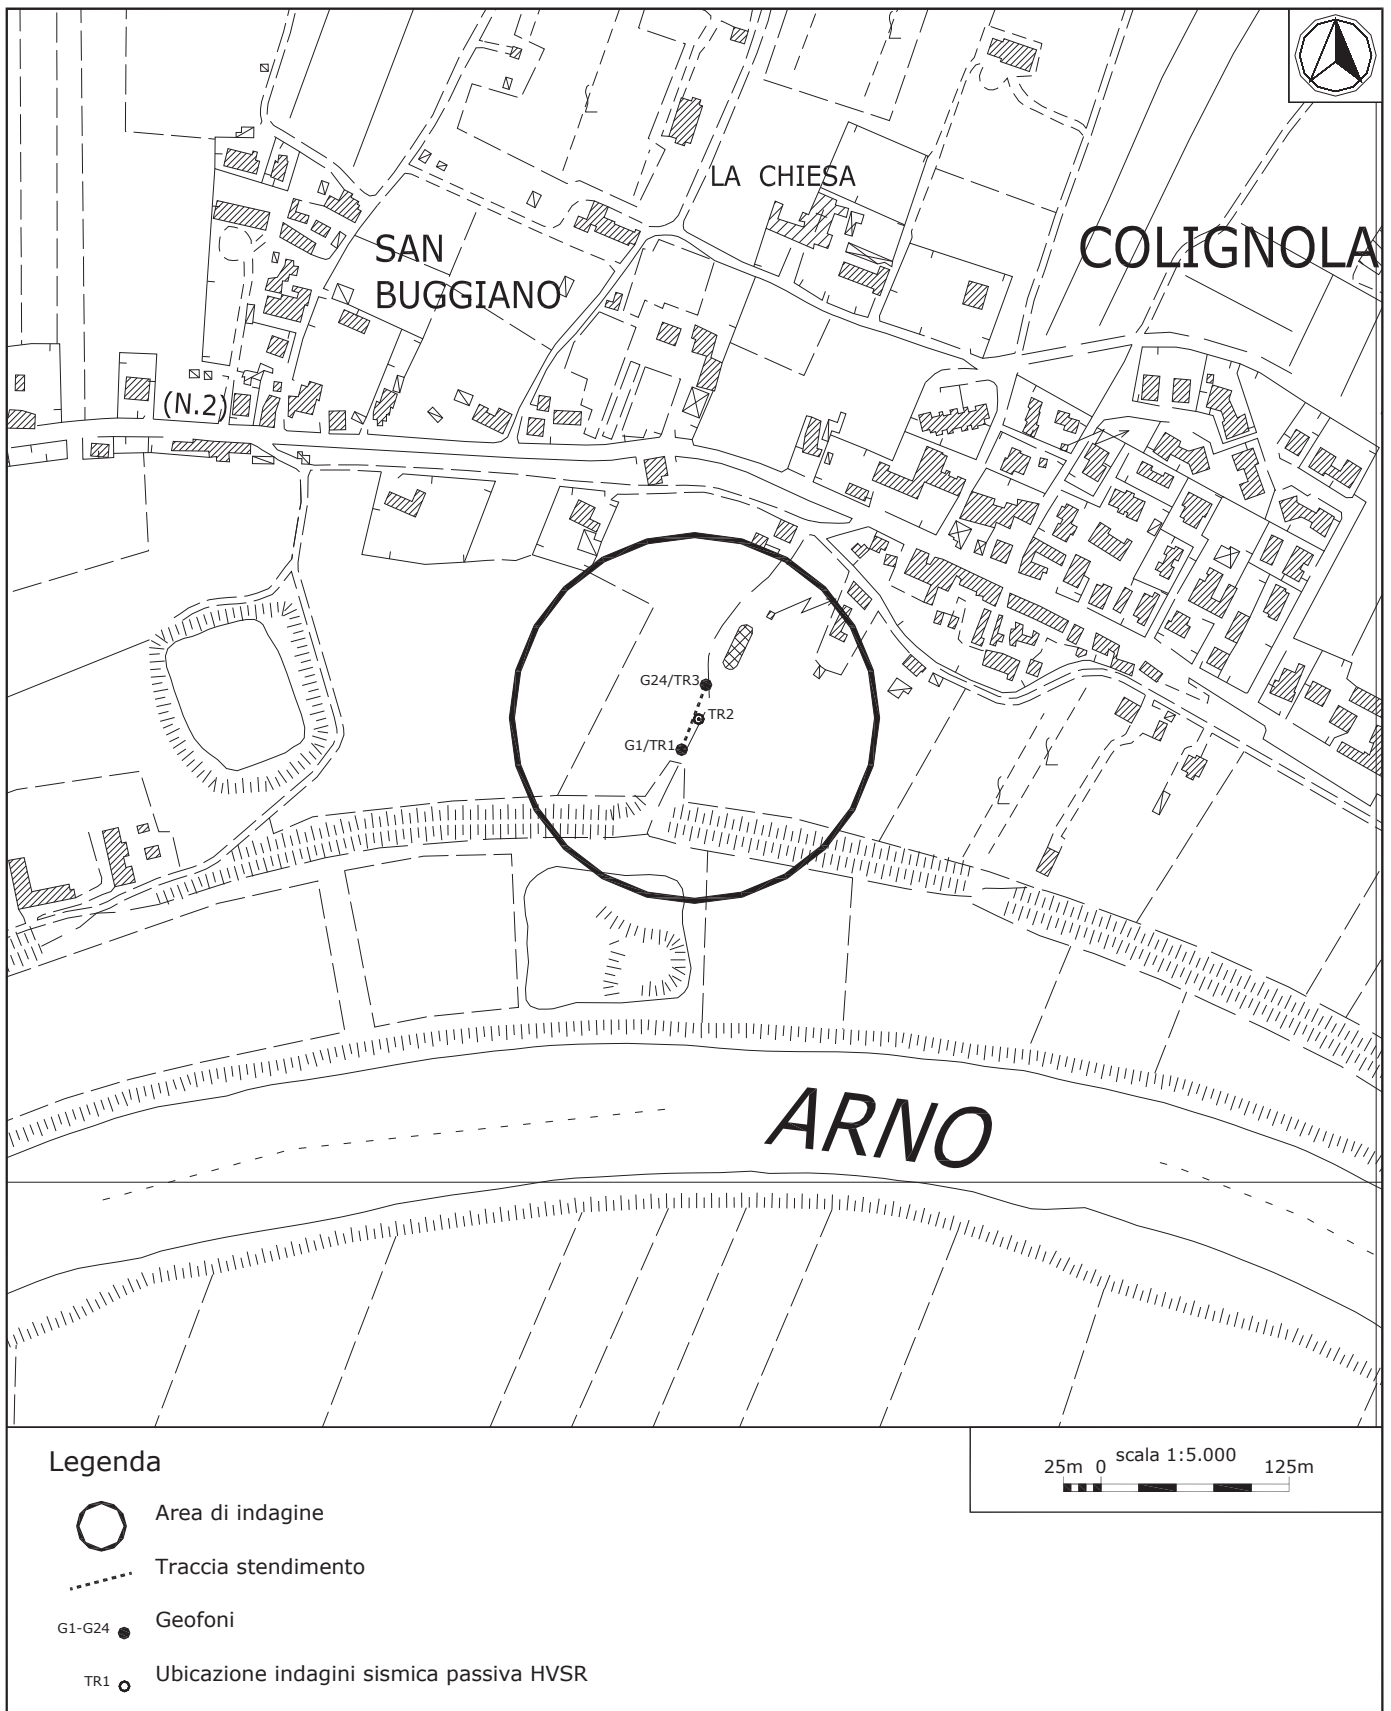 LA CHIESA
SAN
BUGGIANO
COLIGNOLA
(N.2)
G24/TR3
TR2
G1/TR1
ARNO
Legenda
Area di indagine
Traccia stendimento
G1-G24
Geofoni
TR1
Ubicazione indagini sismica passiva HVSR
scala 1:5.000
25m 0 125m